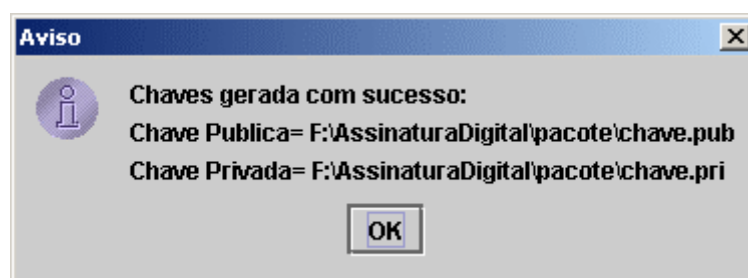 Aviso
Chaves gerada com sucesso:
Chave Publica= F:\AssinaturaDigital\pacote\chave.pub
Chave Privada= F:\AssinaturaDigital\pacote\chave.pri
OK